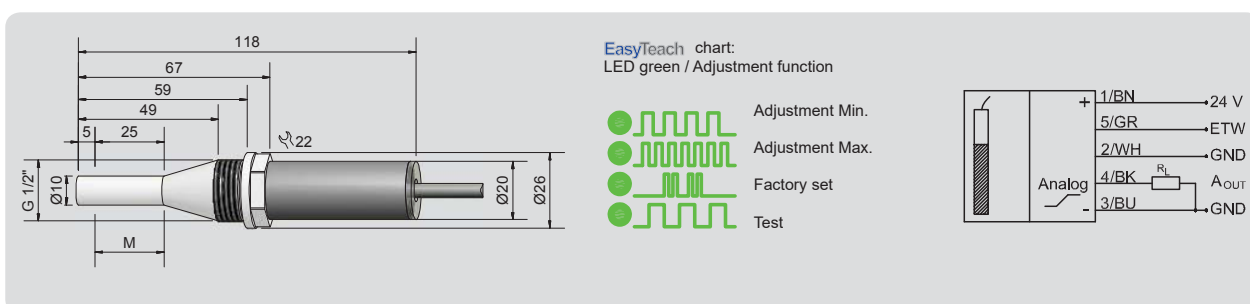 118
67
59
49
5
25
22
G 1/2"
Ø10
Ø20
Ø26
M
EasyTeach chart:
LED green / Adjustment function
Adjustment Min.
Adjustment Max.
Factory set
Test
+
1/BN
24 V
5/GR
ETW
2/WH
GND
Analog
4/BK
RL
AOUT
-
3/BU
GND